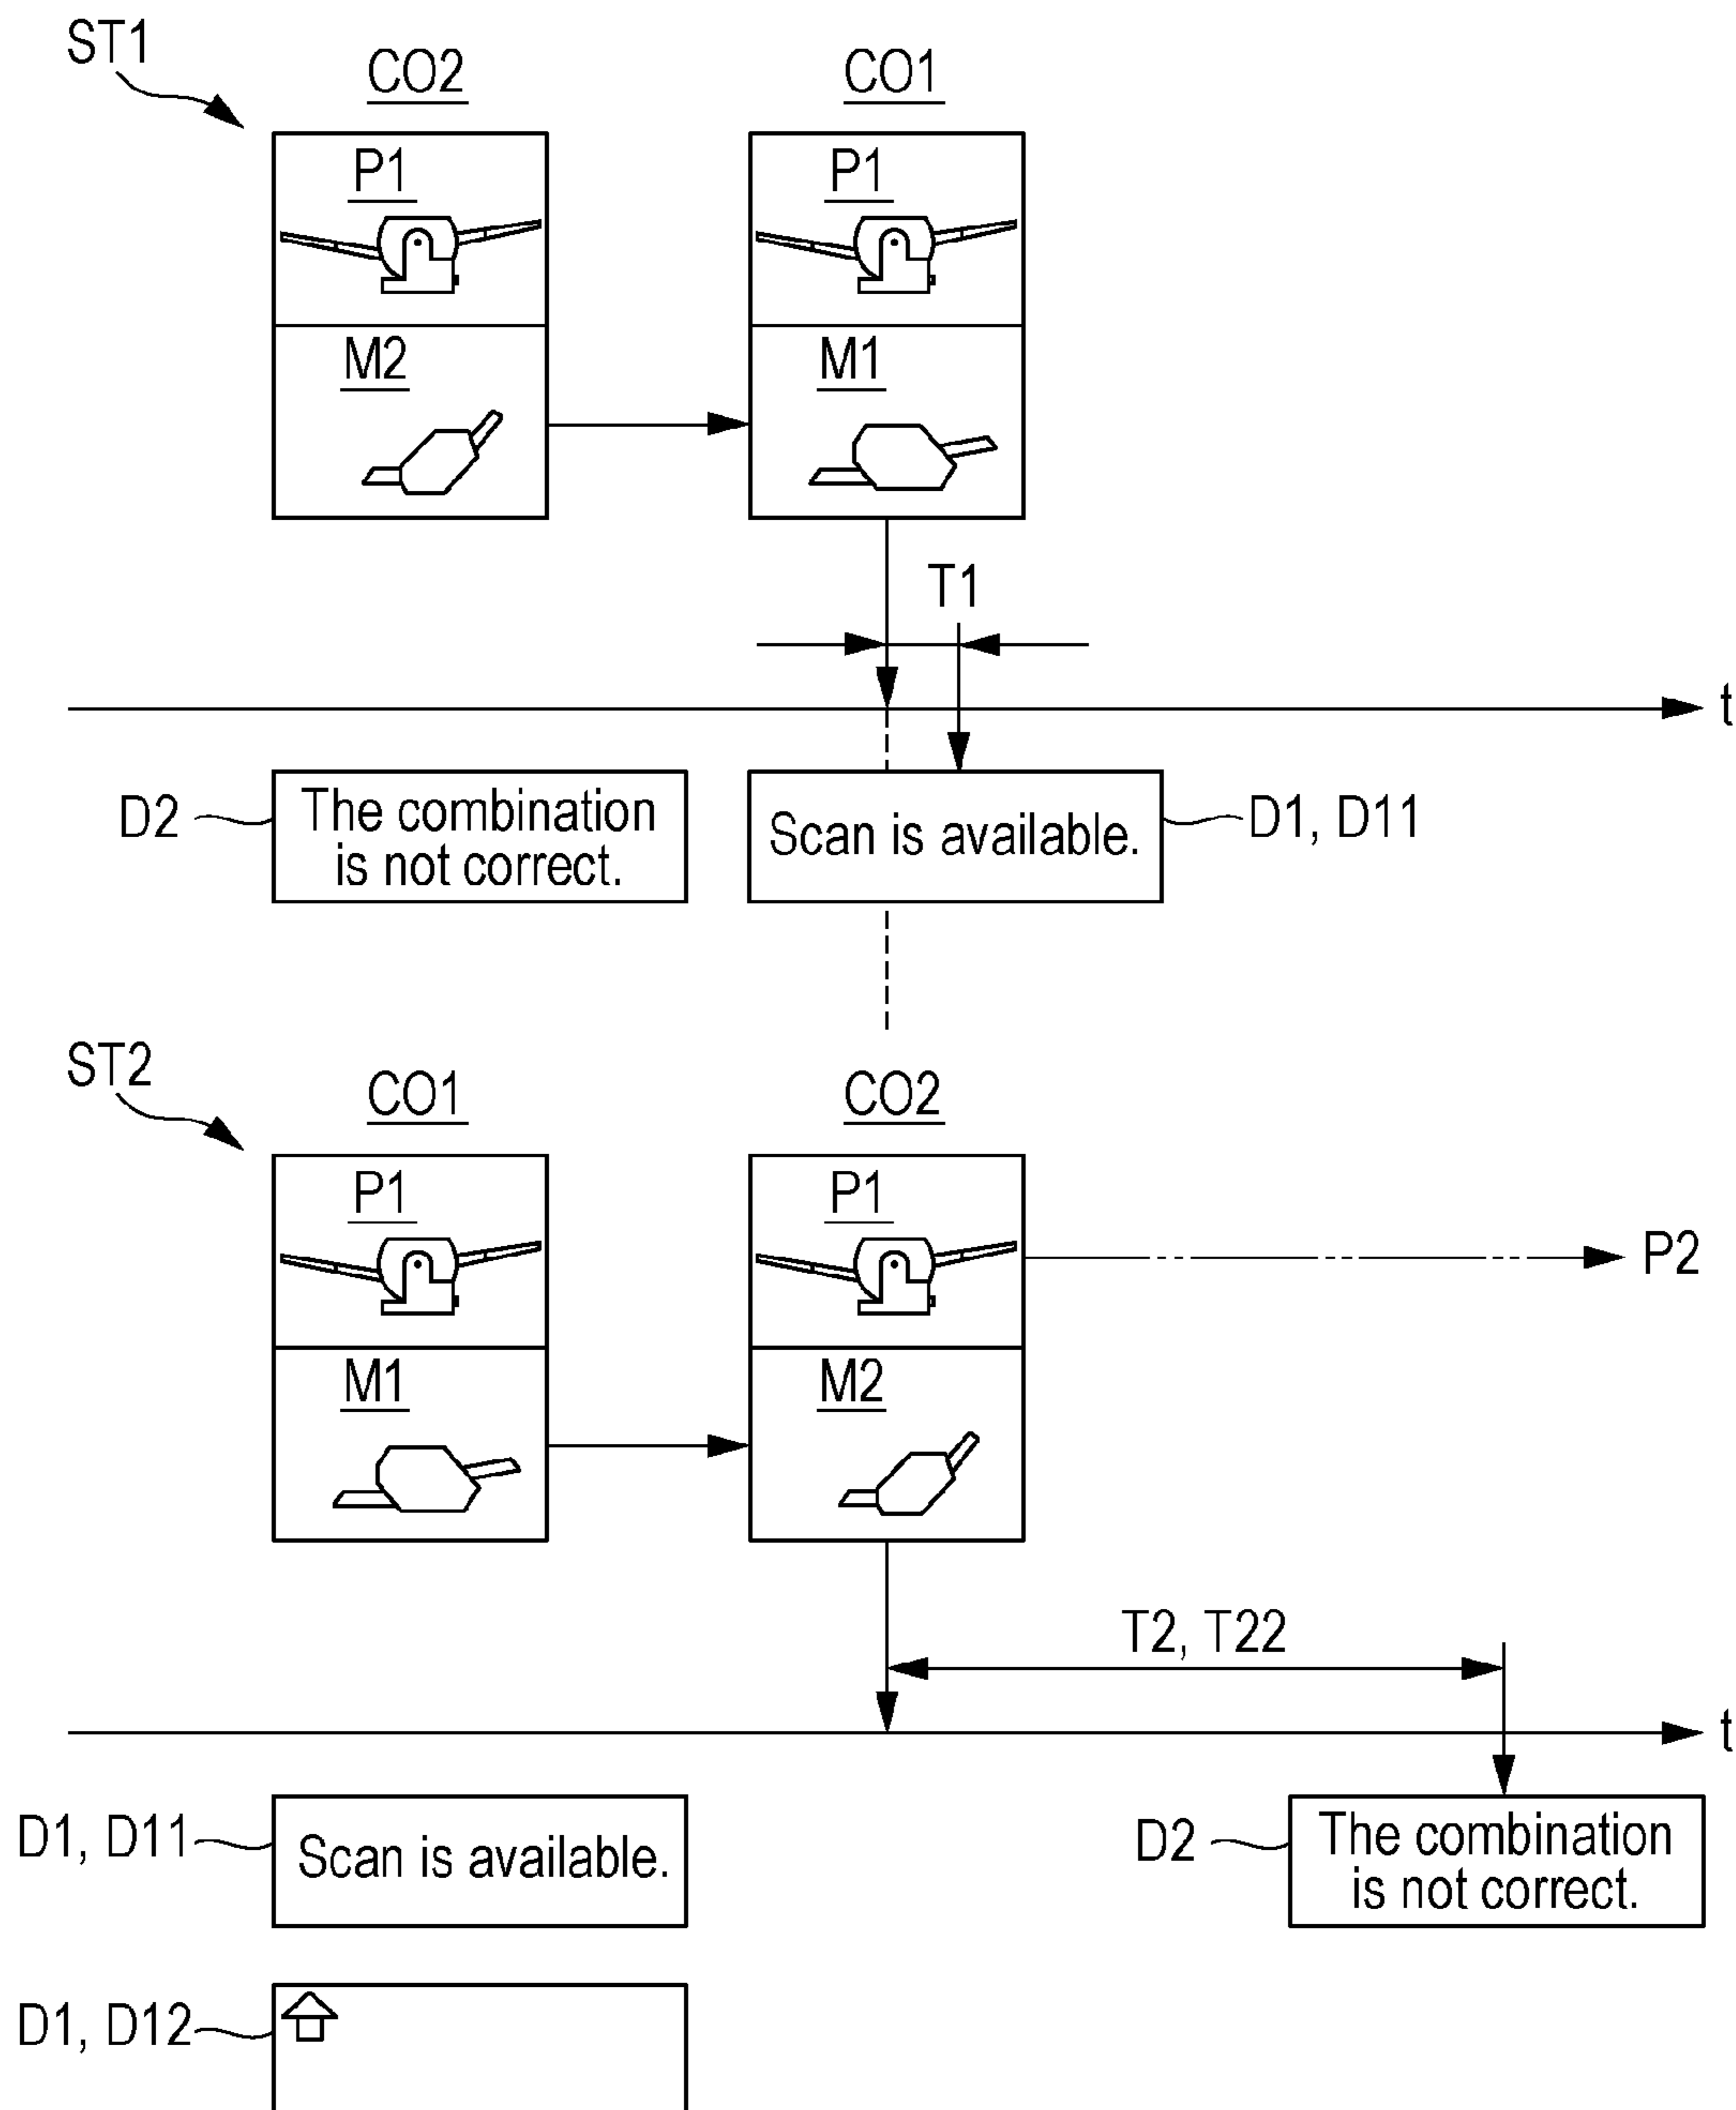 ST1
CO2
CO1
P1
P1
M2
M1
T1
t
D2
The combination
is not correct.
Scan is available.
D1, D11
ST2
CO1
CO2
P1
P1
P2
M1
M2
T2, T22
t
D1, D11
Scan is available.
D2
The combination
is not correct.
D1, D12